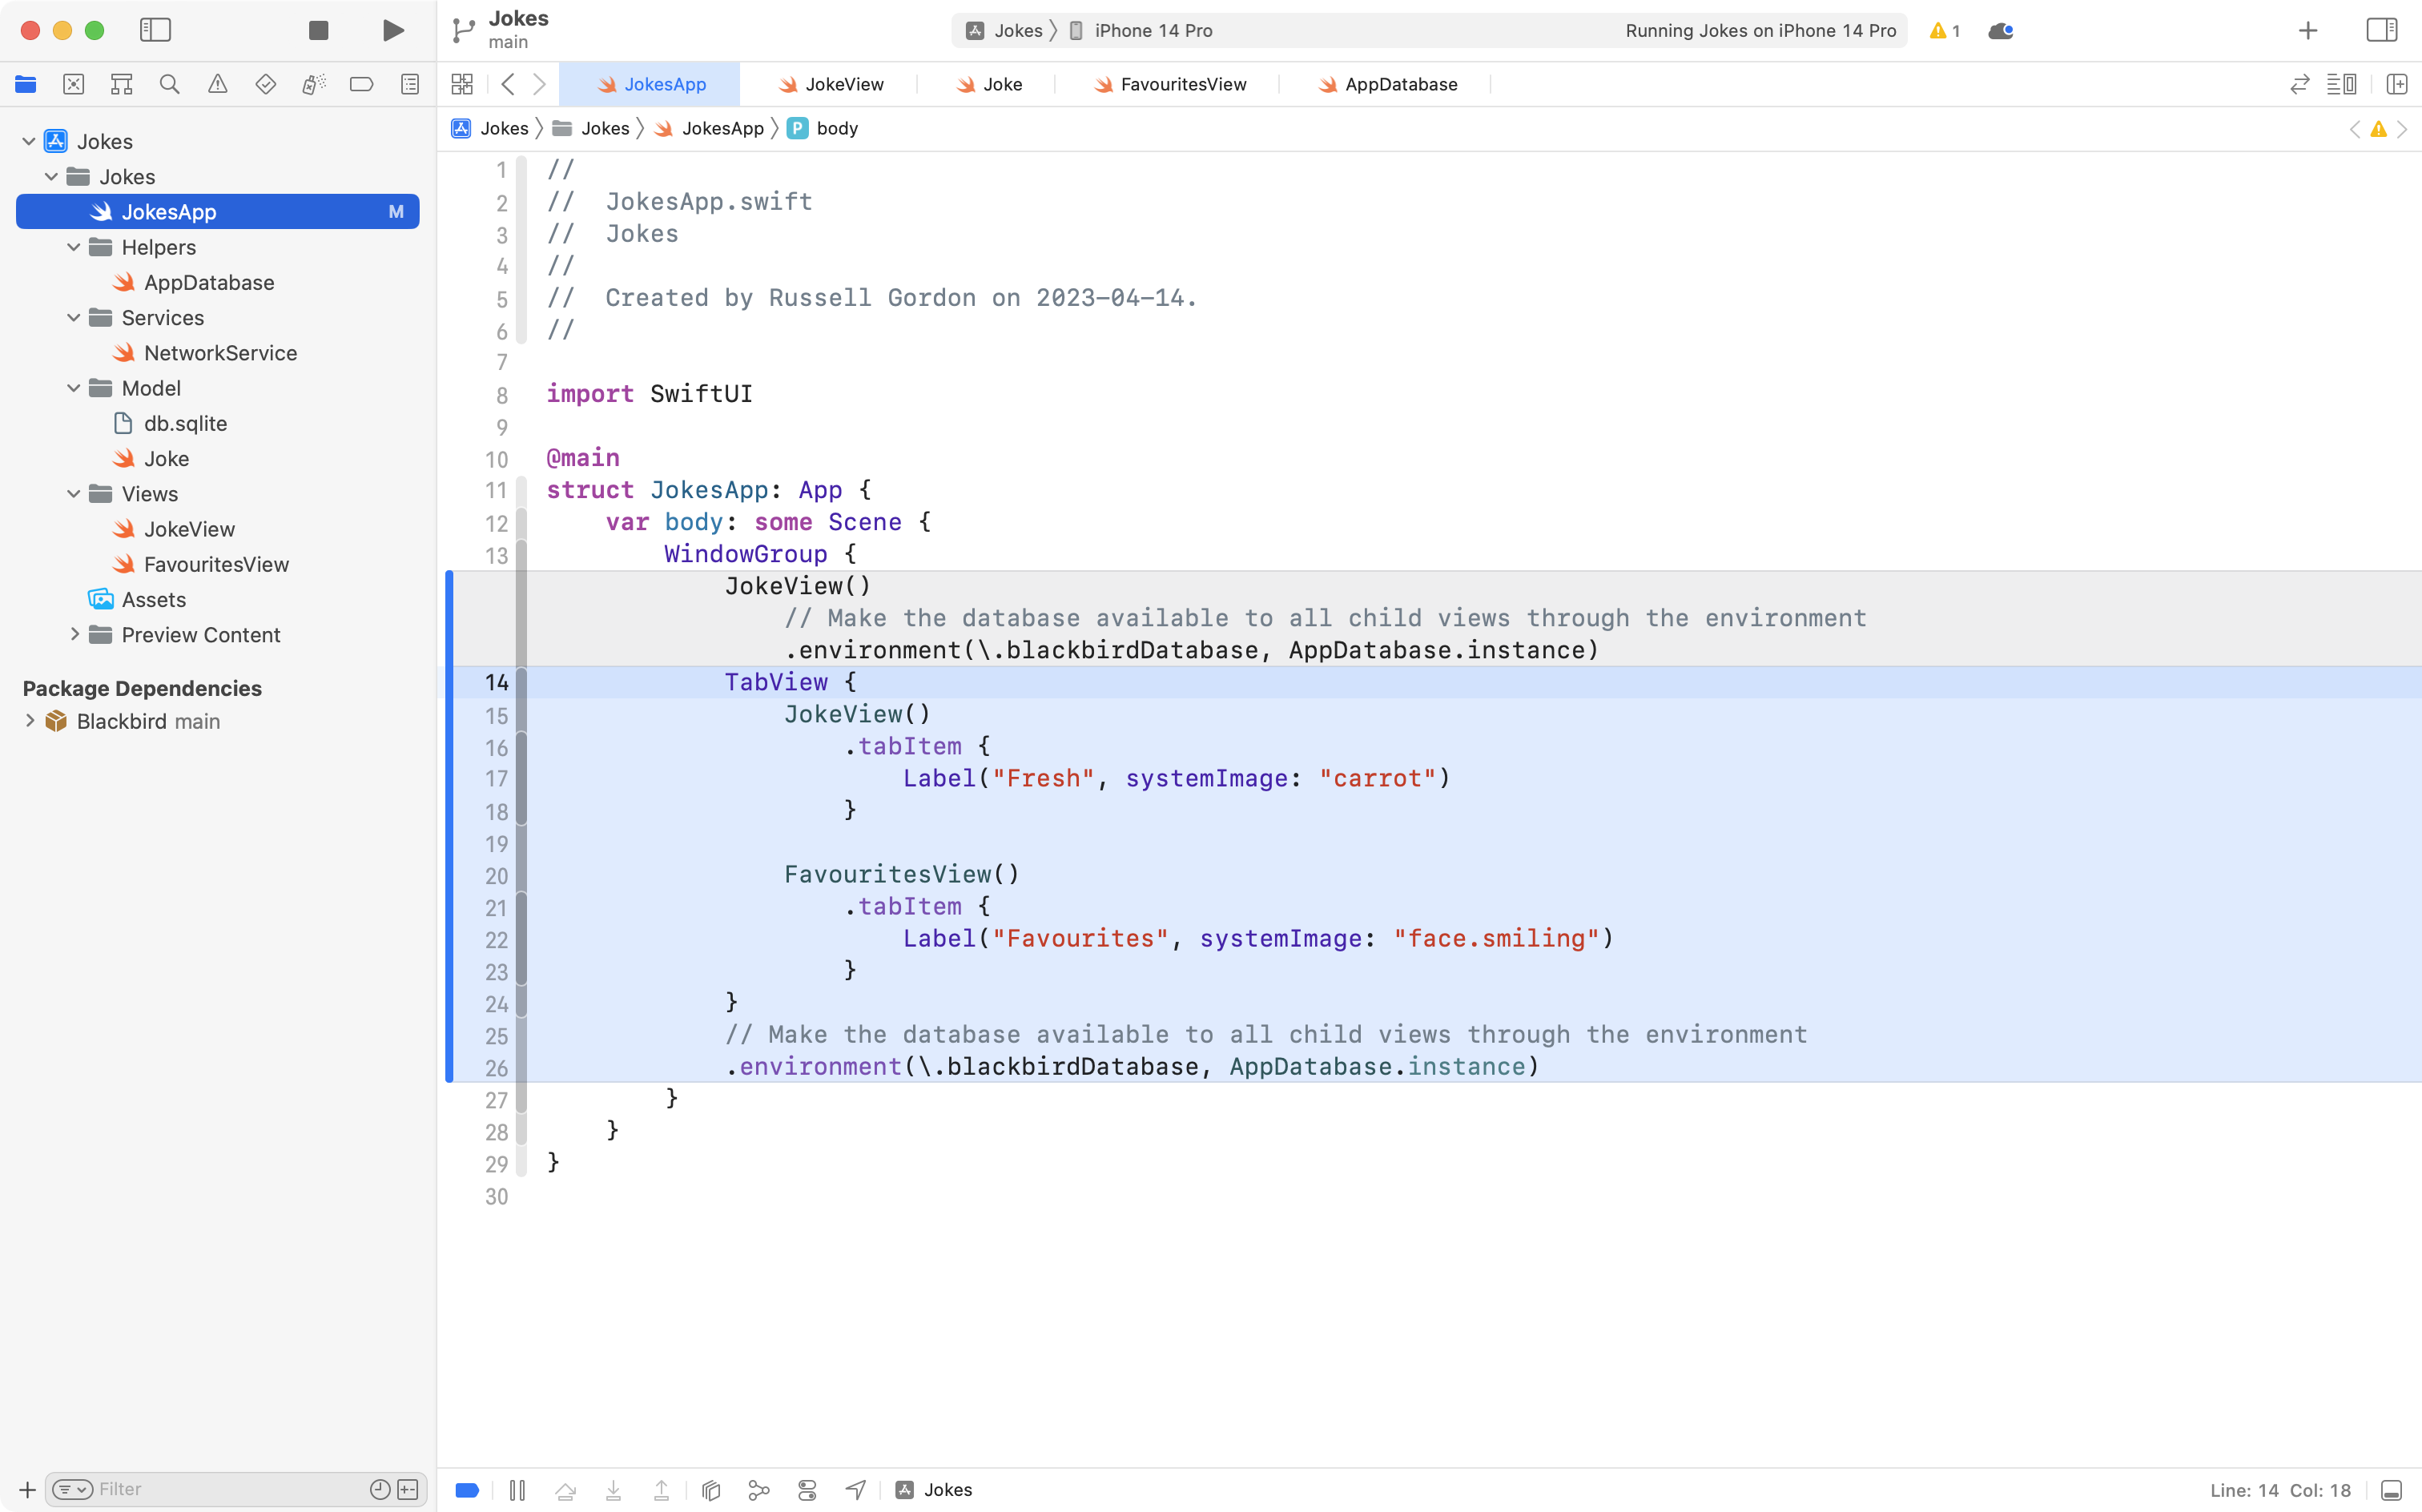 Jokes
main
Jokes
iPhone 14 Pro
Running Jokes on iPhone 14 Pro
1
JokesApp
JokeView
Joke
FavouritesView
AppDatabase
Jokes
Jokes
JokesApp
P
body
Jokes
Jokes
JokesApp M
Helpers
AppDatabase
Services
NetworkService
Model
db.sqlite
Joke
Views
JokeView
FavouritesView
Assets
Preview Content
Package Dependencies
Blackbird main
Filter
1 //
2 //  JokesApp.swift
3 //  Jokes
4 //
5 //  Created by Russell Gordon on 2023-04-14.
6 //
7
8 import SwiftUI
9
10 @main
11 struct JokesApp: App {
12     var body: some Scene {
13         WindowGroup {
            JokeView()
                // Make the database available to all child views through the environment
                .environment(\.blackbirdDatabase, AppDatabase.instance)
14             TabView {
15                 JokeView()
16                     .tabItem {
17                         Label("Fresh", systemImage: "carrot")
18                     }
19
20                 FavouritesView()
21                     .tabItem {
22                         Label("Favourites", systemImage: "face.smiling")
23                     }
24             }
25             // Make the database available to all child views through the environment
26             .environment(\.blackbirdDatabase, AppDatabase.instance)
27         }
28     }
29 }
30
Jokes
Line: 14 Col: 18